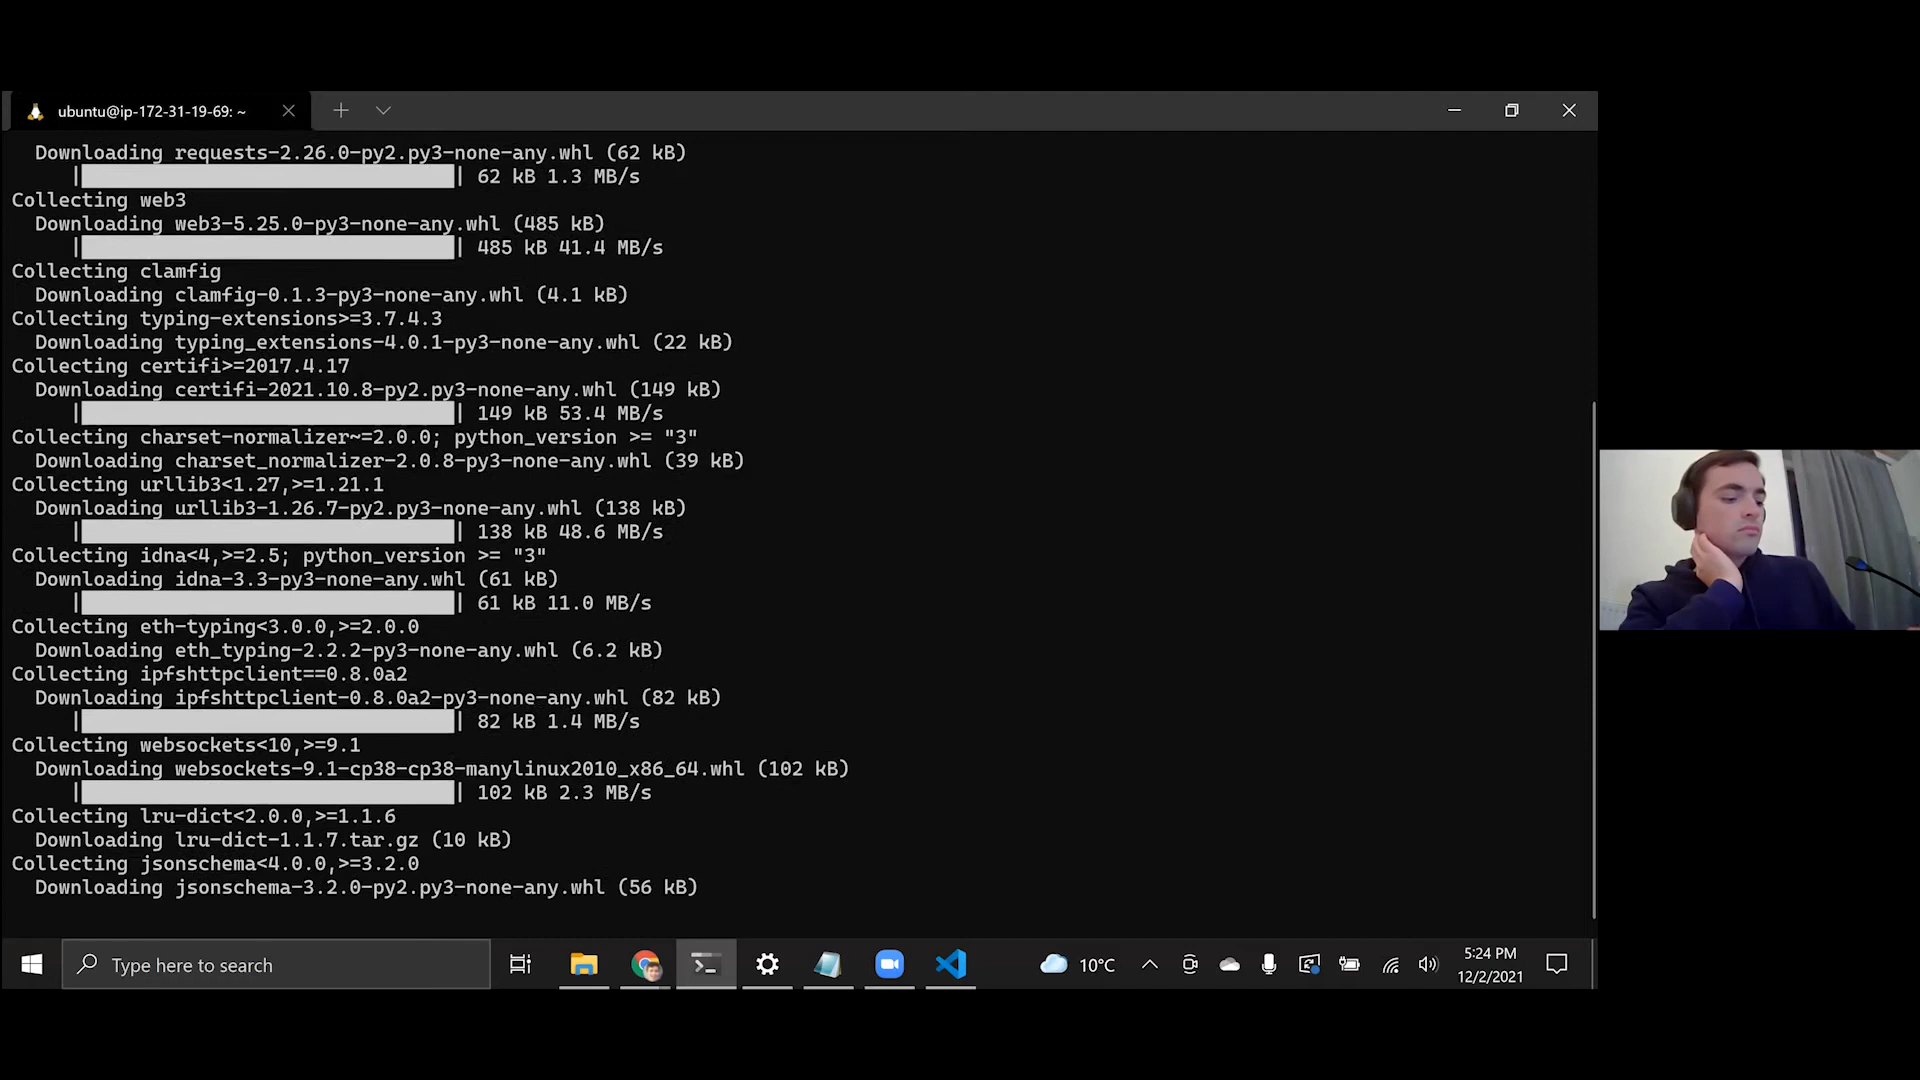 ubuntu@ip-172-31-19-69: ~
Downloading requests-2.26.0-py2.py3-none-any.whl (62 kB)
| | 62 kB 1.3 MB/s
Collecting web3
Downloading web3-5.25.0-py3-none-any.whl (485 kB)
| | 485 kB 41.4 MB/s
Collecting clamfig
Downloading clamfig-0.1.3-py3-none-any.whl (4.1 kB)
Collecting typing-extensions>=3.7.4.3
Downloading typing_extensions-4.0.1-py3-none-any.whl (22 kB)
Collecting certifi>=2017.4.17
Downloading certifi-2021.10.8-py2.py3-none-any.whl (149 kB)
| | 149 kB 53.4 MB/s
Collecting charset-normalizer~=2.0.0; python_version >= "3"
Downloading charset_normalizer-2.0.8-py3-none-any.whl (39 kB)
Collecting urllib3<1.27,>=1.21.1
Downloading urllib3-1.26.7-py2.py3-none-any.whl (138 kB)
| | 138 kB 48.6 MB/s
Collecting idna<4,>=2.5; python_version >= "3"
Downloading idna-3.3-py3-none-any.whl (61 kB)
| | 61 kB 11.0 MB/s
Collecting eth-typing<3.0.0,>=2.0.0
Downloading eth_typing-2.2.2-py3-none-any.whl (6.2 kB)
Collecting ipfshttpclient==0.8.0a2
Downloading ipfshttpclient-0.8.0a2-py3-none-any.whl (82 kB)
| | 82 kB 1.4 MB/s
Collecting websockets<10,>=9.1
Downloading websockets-9.1-cp38-cp38-manylinux2010_x86_64.whl (102 kB)
| | 102 kB 2.3 MB/s
Collecting lru-dict<2.0.0,>=1.1.6
Downloading lru-dict-1.1.7.tar.gz (10 kB)
Collecting jsonschema<4.0.0,>=3.2.0
Downloading jsonschema-3.2.0-py2.py3-none-any.whl (56 kB)
Type here to search
10°C
5:24 PM
12/2/2021